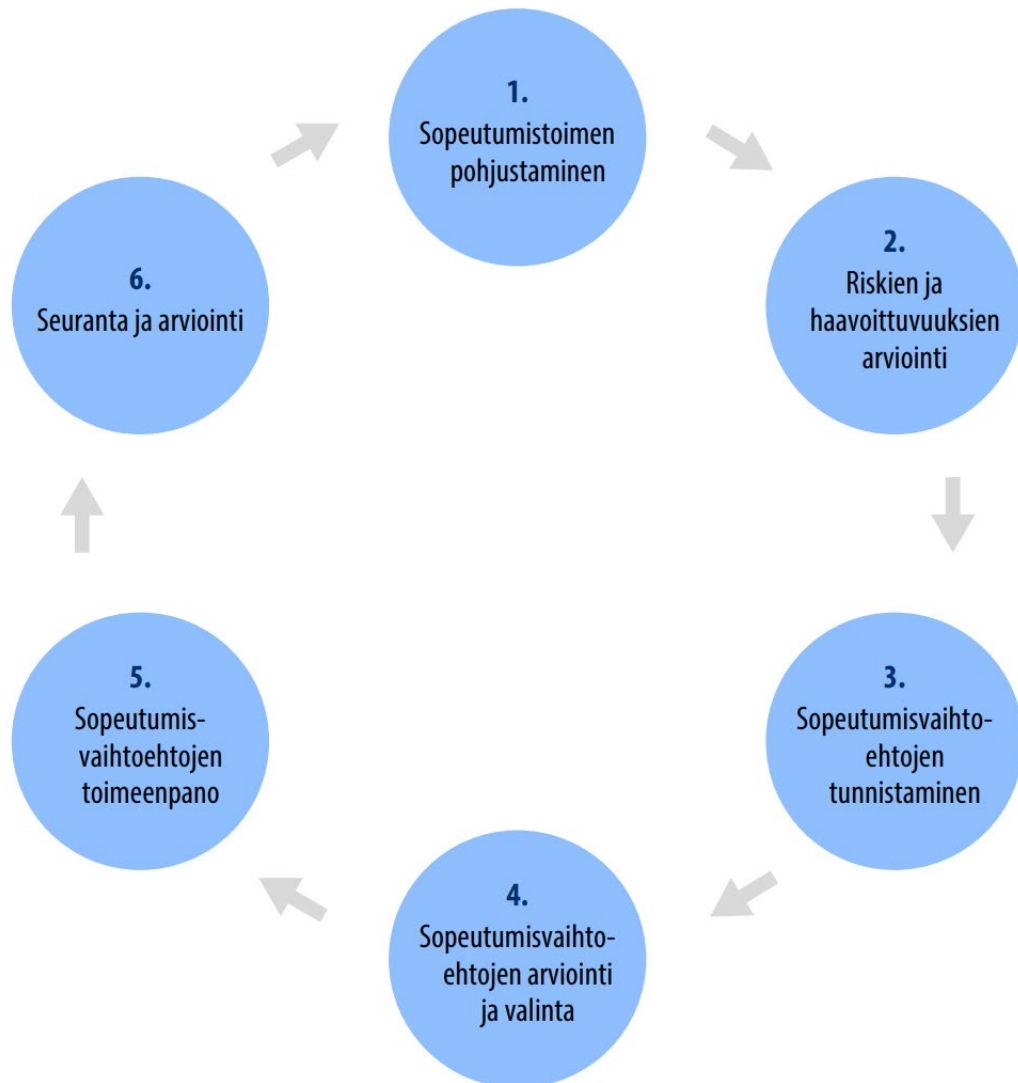 1.
Sopeutumistoimen
pohjustaminen
2.
Riskien ja
haavoittuvuuksien
arviointi
3.
Sopeutumisvaihto-
ehtojen
tunnistaminen
4.
Sopeutumisvaihto-
ehtojen arviointi
ja valinta
5.
Sopeutumis-
vaihtoehtojen
toimeenpano
6.
Seuranta ja arviointi